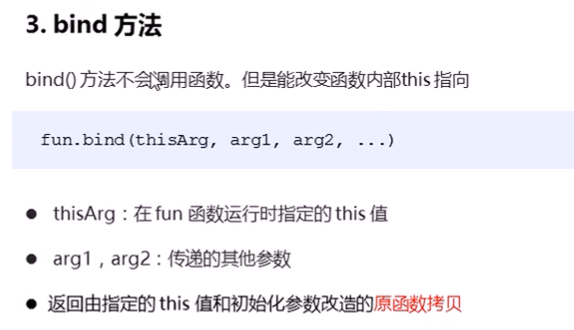 3. bind 方法
bind() 方法不会调用函数。但是能改变函数内部this 指向
fun.bind(thisArg, arg1, arg2, ...)
● thisArg：在 fun 函数运行时指定的 this 值
● arg1，arg2：传递的其他参数
● 返回由指定的 this 值和初始化参数改造的原函数拷贝